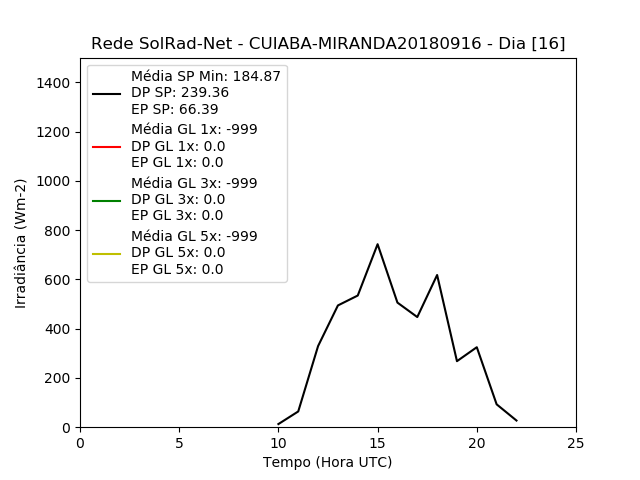 Rede SolRad-Net - CUIABA-MIRANDA20180916 - Dia [16]
Média SP Min: 184.87
DP SP: 239.36
EP SP: 66.39
Média GL 1x: -999
DP GL 1x: 0.0
EP GL 1x: 0.0
Média GL 3x: -999
DP GL 3x: 0.0
EP GL 3x: 0.0
Média GL 5x: -999
DP GL 5x: 0.0
EP GL 5x: 0.0
Irradiância (Wm-2)
1400
1200
1000
800
600
400
200
0
0 5 10 15 20 25
Tempo (Hora UTC)